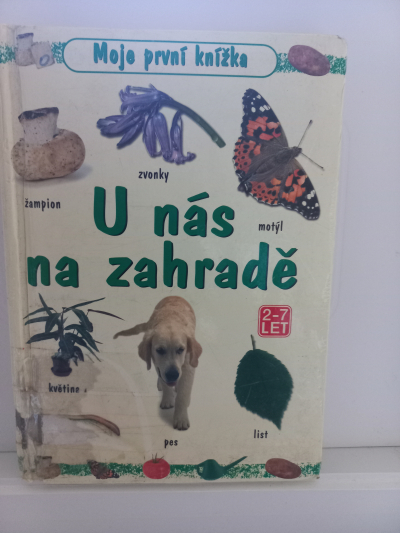 Moje první knížka
zvonky
žampion
motýl
U nás
na zahradě
2-7
LET
květina
pes
list